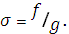 σ = f/g.